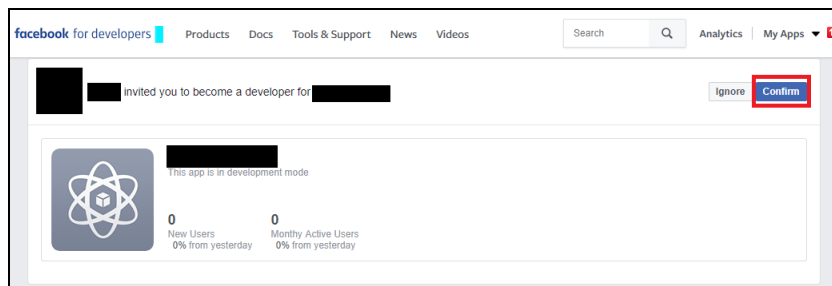 facebook for developers Products Docs Tools & Support News Videos Search Analytics My Apps
invited you to become a developer for Ignore Confirm
This app is in development mode
0 0
New Users Monthy Active Users
0% from yesterday 0% from yesterday